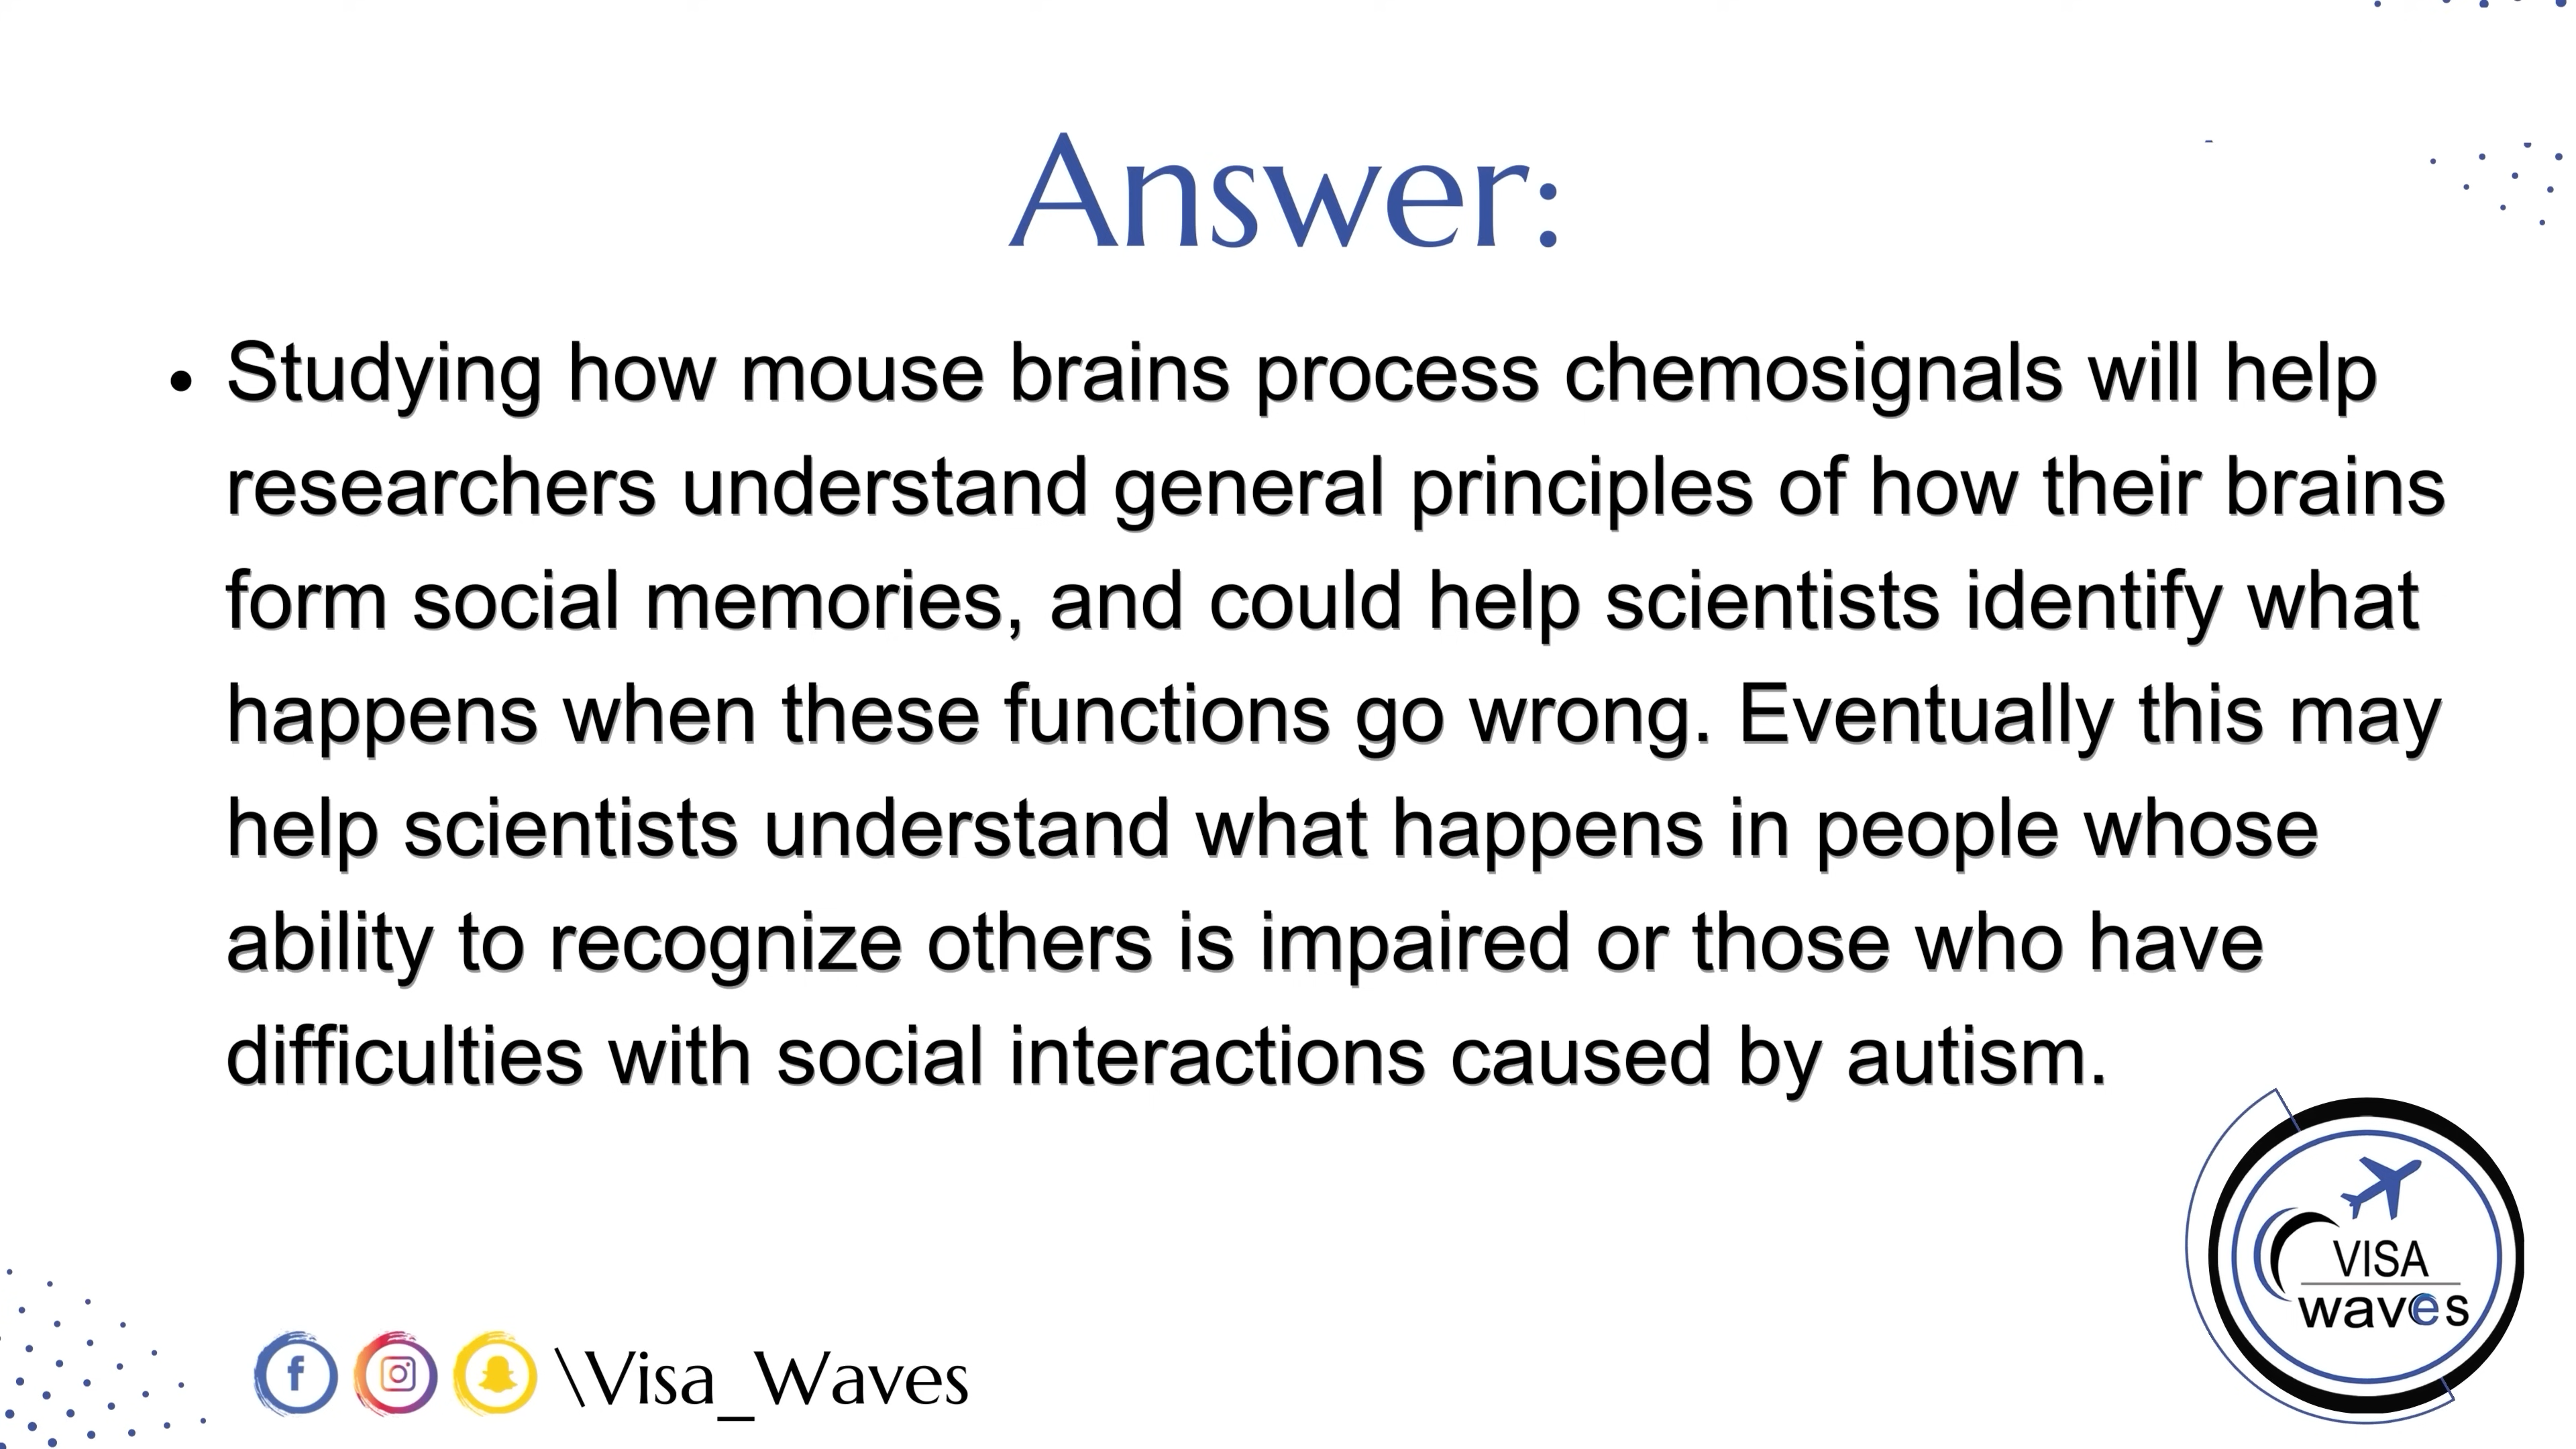 Answer:
• Studying how mouse brains process chemosignals will help
researchers understand general principles of how their brains
form social memories, and could help scientists identify what
happens when these functions go wrong. Eventually this may
help scientists understand what happens in people whose
ability to recognize others is impaired or those who have
difficulties with social interactions caused by autism.
VISA
waves
\Visa_Waves